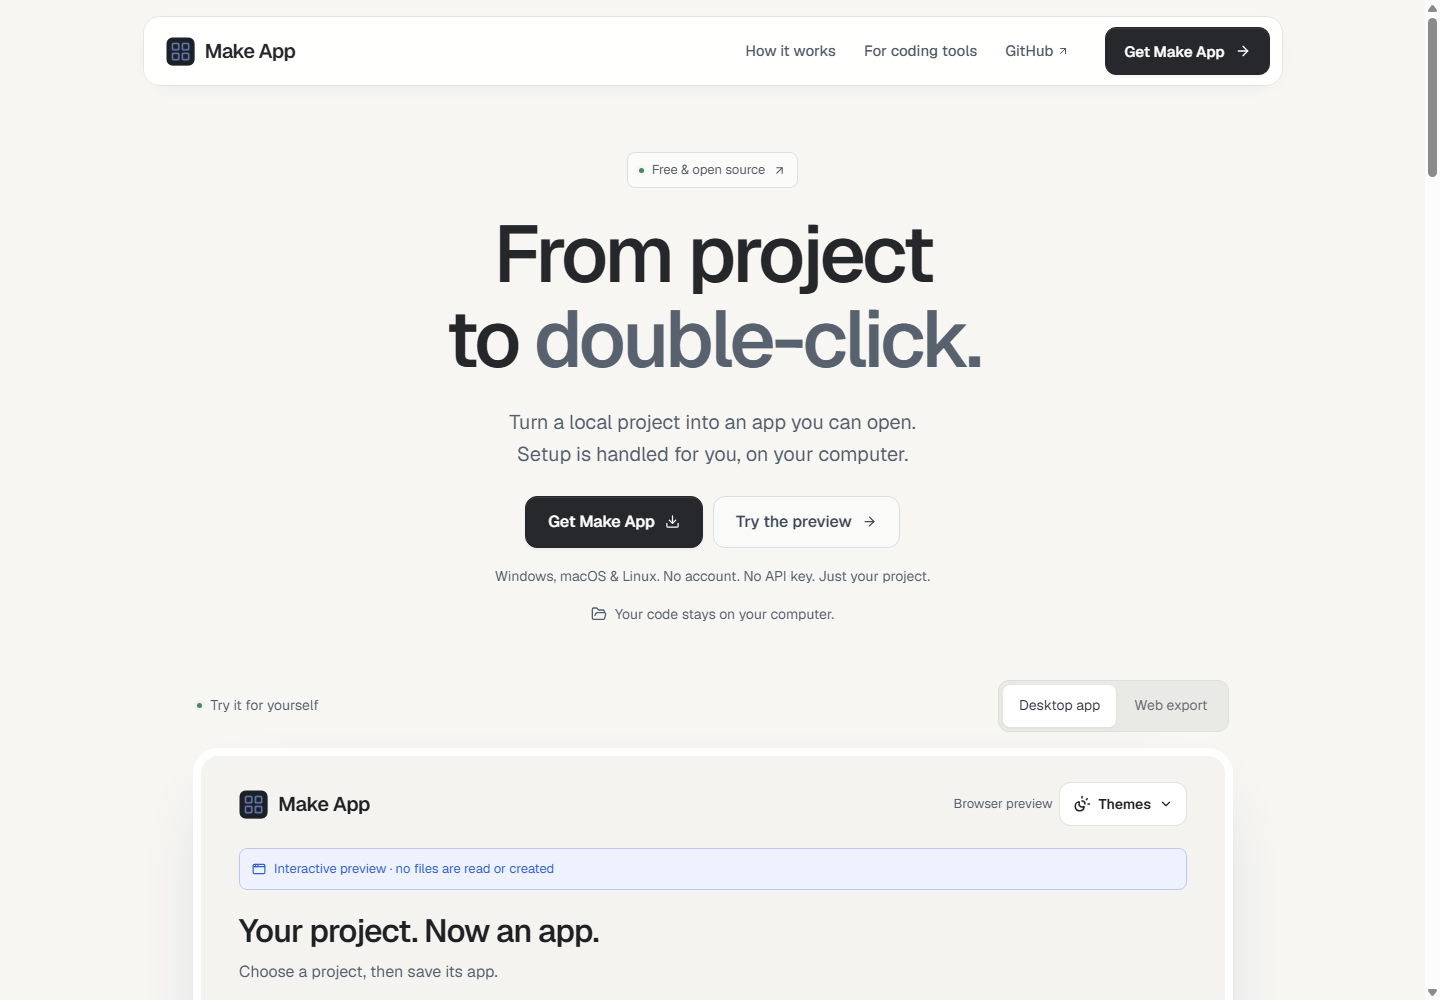 Make App
How it works
For coding tools
GitHub
Get Make App
Free & open source
From project
to double-click.
Turn a local project into an app you can open.
Setup is handled for you, on your computer.
Get Make App
Try the preview
Windows, macOS & Linux. No account. No API key. Just your project.
Your code stays on your computer.
Try it for yourself
Desktop app
Web export
Make App
Browser preview
Themes
Interactive preview · no files are read or created
Your project. Now an app.
Choose a project, then save its app.